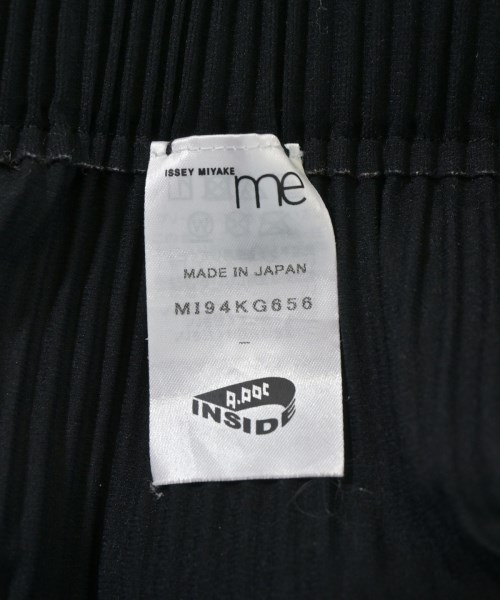 ISSEY MIYAKE
me
MADE IN JAPAN
MI94KG656
A-POC
INSIDE